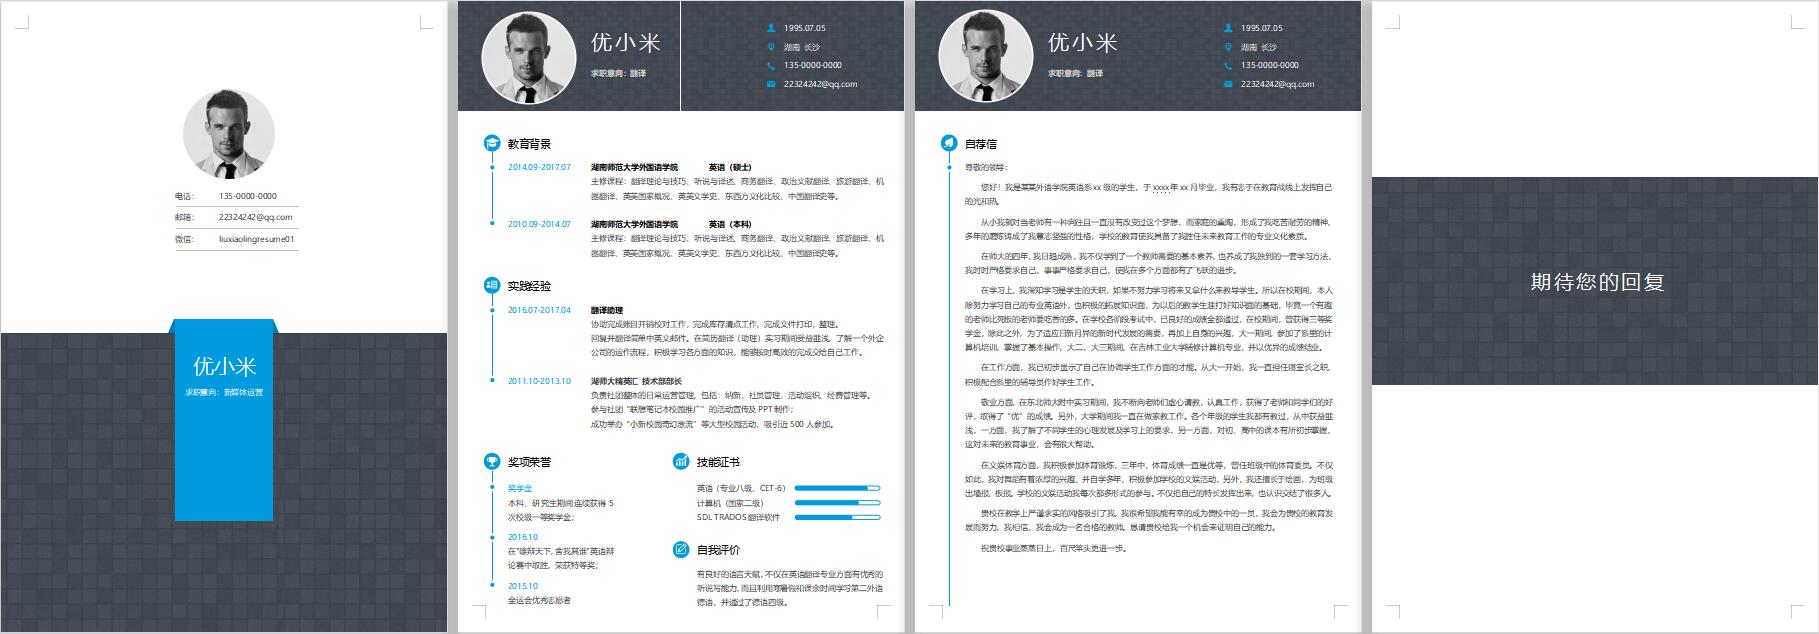 电话： 135-0000-0000
邮箱： 22324242@qq.com
微信： liuxiaolingresume01
优小米
求职意向：新媒体运营
优小米
求职意向：翻译
1995.07.05
湖南 长沙
135-0000-0000
22324242@qq.com
教育背景
2014.09-2017.07 湖南师范大学外国语学院 英语（硕士）
主修课程：翻译理论与技巧、听说与译述、商务翻译、政治文献翻译、旅游翻译、机
器翻译、英美国家概况、英美文学史、东西方文化比较、中国翻译史等。
2010.09-2014.07 湖南师范大学外国语学院 英语（本科）
主修课程：翻译理论与技巧、听说与译述、商务翻译、政治文献翻译、旅游翻译、机
器翻译、英美国家概况、英美文学史、东西方文化比较、中国翻译史等。
实践经验
2016.07-2017.04 翻译助理
协助完成账目开销校对工作，完成库存清点工作，完成文件打印，整理。
回复并翻译简单中英文邮件。在简历翻译（助理）实习期间受益匪浅，了解一个外企
公司的运作流程，积极学习各方面的知识，能够按时高效的完成交给自己工作。
2011.10-2013.10 湖师大精英汇 技术部部长
负责社团整体的日常运营管理，包括：纳新、社员管理、活动组织、经费管理等。
参与社团“联想笔记本校园推广”的活动宣传及 PPT 制作；
成功举办“小新校园奇幻漂流”等大型校园活动，吸引近 500 人参加。
奖项荣誉
奖学金
本科、研究生期间连续获得 5
次校级一等奖学金；
2016.10
在“雄辩天下, 舍我其谁”英语辩
论赛中取胜，荣获特等奖；
2015.10
全运会优秀志愿者
技能证书
英语（专业八级、CET-6）
计算机（国家二级）
SDL TRADOS 翻译软件
自我评价
有良好的语言天赋, 不仅在英语翻译专业方面有优秀的
听说写能力, 而且利用寒暑假和课余时间学习第二外语
德语，并通过了德语四级。
优小米
求职意向：翻译
1995.07.05
湖南 长沙
135-0000-0000
22324242@qq.com
自荐信
尊敬的领导：
您好！我是某某外语学院英语系 xx 级的学生，于 xxxx 年 xx 月毕业，我有志于在教育战线上发挥自己
的光和热。
从小我就对当老师有一种向往且一直没有改变过这个梦想，而家庭的熏陶，形成了我吃苦耐劳的精神，
多年的磨练铸成了我意志坚强的性格，学校的教育使我具备了我胜任未来教育工作的专业文化素质。
在师大的四年，我日趋成熟，我不仅学到了一个教师需要的基本素养，也养成了我独到的一套学习方法，
我时时严格要求自己，事事严格要求自己，使我在多个方面都有了飞跃的进步。
在学习上，我深知学习是学生的天职，如果不努力学习将来又拿什么来教导学生。所以在校期间，本人
除努力学习自己的专业英语外，也积极的拓展知识面，为以后的教学生涯打好知识面的基础，毕竟一个有趣
的老师比死板的老师要吃香的多。在学校各阶段考试中，已良好的成绩全都通过，在校期间，曾获得三等奖
学金，除此之外，为了适应日新月异的新时代发展的需要，再加上自身的兴趣，大一期间，参加了系里的计
算机培训，掌握了基本操作，大二，大三期间，在吉林工业大学辅修计算机专业，并以优异的成绩结业。
在工作方面，我已初步显示了自己在协调学生工作方面的才能。从大一开始，我一直担任寝室长之职，
积极配合系里的辅导员作好学生工作。
敬业方面，在东北师大附中实习期间，我不断向老师们虚心请教，认真工作，获得了老师和同学们的好
评，取得了“优”的成绩。另外，大学期间我一直在做家教工作。各个年级的学生我都有教过，从中获益匪
浅，一方面，我了解了不同学生的心理发展及学习上的要求，另一方面，对初、高中的课本有所初步掌握，
这对未来的教育事业，会有很大帮助。
在文娱体育方面，我积极参加体育锻炼，三年中，体育成绩一直是优等，曾任班级中的体育委员。不仅
如此，我对舞蹈有着浓厚的兴趣，并自学多年，积极参加学校的文娱活动，另外，我还擅长于绘画，为班级
出墙报，板报，学校的文娱活动我每次都多形式的参与。不仅把自己的特长发挥出来，也认识交结了很多人。
贵校在教学上严谨求实的风格吸引了我，我很希望我能有幸的成为贵校中的一员，我会为贵校的教育发
展而努力，我相信，我会成为一名合格的教师，恳请贵校给我一个机会来证明自己的能力。
祝贵校事业蒸蒸日上，百尺竿头更进一步。
期待您的回复